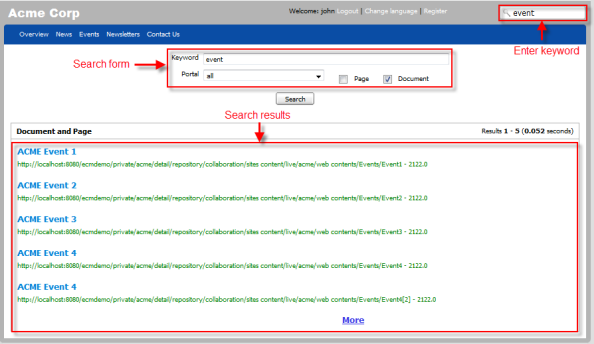 Acme Corp
Welcome: john Logout | Change language | Register
event
Overview News Events Newsletters Contact Us
Enter keyword
Search form
Keyword event
Portal all Page Document
Search
Search results
Document and Page
Results 1 - 5 (0.052 seconds)
ACME Event 1
http://localhost:8080/ecmdemo/private/acme/detail/repository/collaboration/sites content/live/acme/web contents/Events/Event1 - 2122.0
ACME Event 2
http://localhost:8080/ecmdemo/private/acme/detail/repository/collaboration/sites content/live/acme/web contents/Events/Event2 - 2122.0
ACME Event 3
http://localhost:8080/ecmdemo/private/acme/detail/repository/collaboration/sites content/live/acme/web contents/Events/Event3 - 2122.0
ACME Event 4
http://localhost:8080/ecmdemo/private/acme/detail/repository/collaboration/sites content/live/acme/web contents/Events/Event4 - 2122.0
ACME Event 4
http://localhost:8080/ecmdemo/private/acme/detail/repository/collaboration/sites content/live/acme/web contents/Events/Event4[2] - 2122.0
More